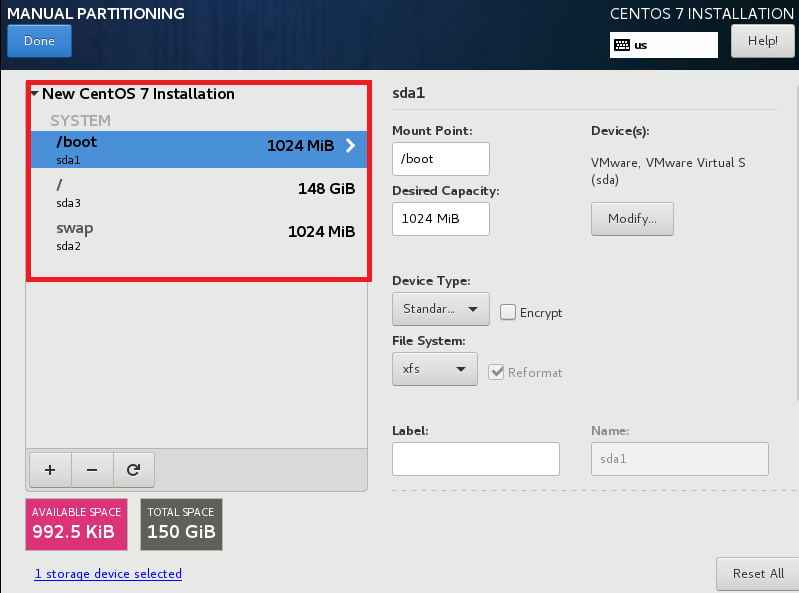 MANUAL PARTITIONING
CENTOS 7 INSTALLATION
Done
us
Help!
New CentOS 7 Installation
SYSTEM
/boot
1024 MiB
sda1
/
148 GiB
sda3
swap
1024 MiB
sda2
+
−
AVAILABLE SPACE
992.5 KiB
TOTAL SPACE
150 GiB
1 storage device selected
sda1
Mount Point:
/boot
Desired Capacity:
1024 MiB
Device(s):
VMware, VMware Virtual S
(sda)
Modify...
Device Type:
Standar...
Encrypt
File System:
xfs
Reformat
Label:
Name:
sda1
Reset All